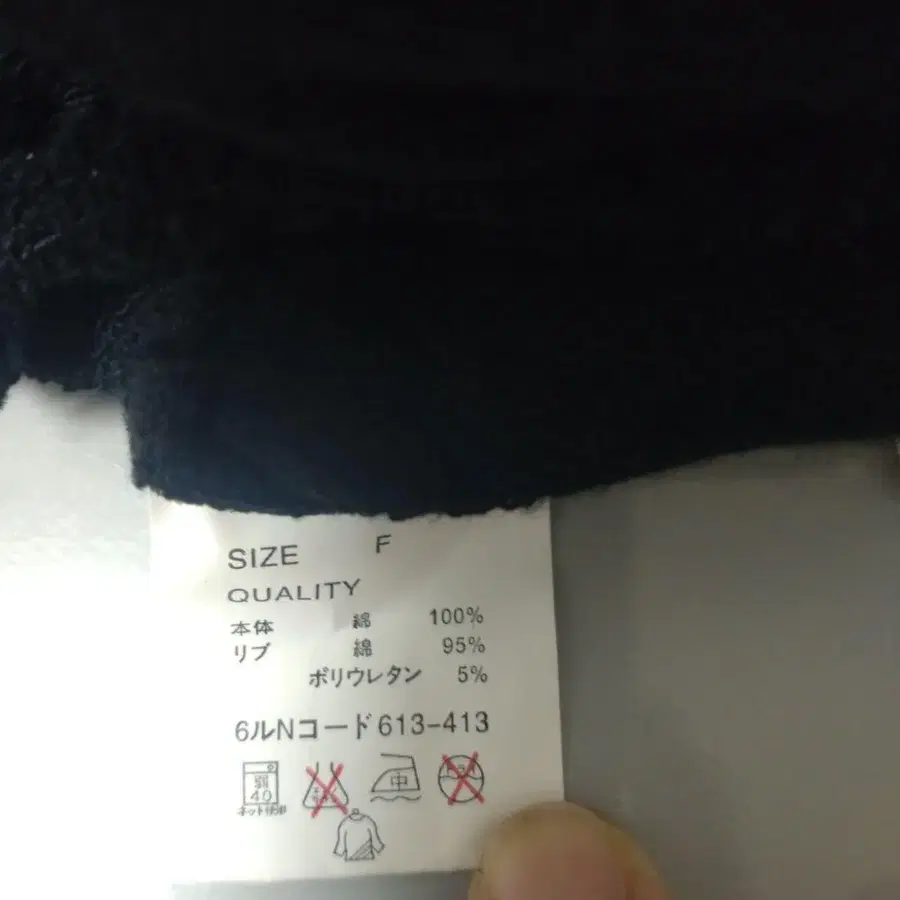 SIZE F
QUALITY
本体 綿 100%
リブ 綿 95%
ポリウレタン 5%
6ルNコード613-413
弱
40
ネット使用
中